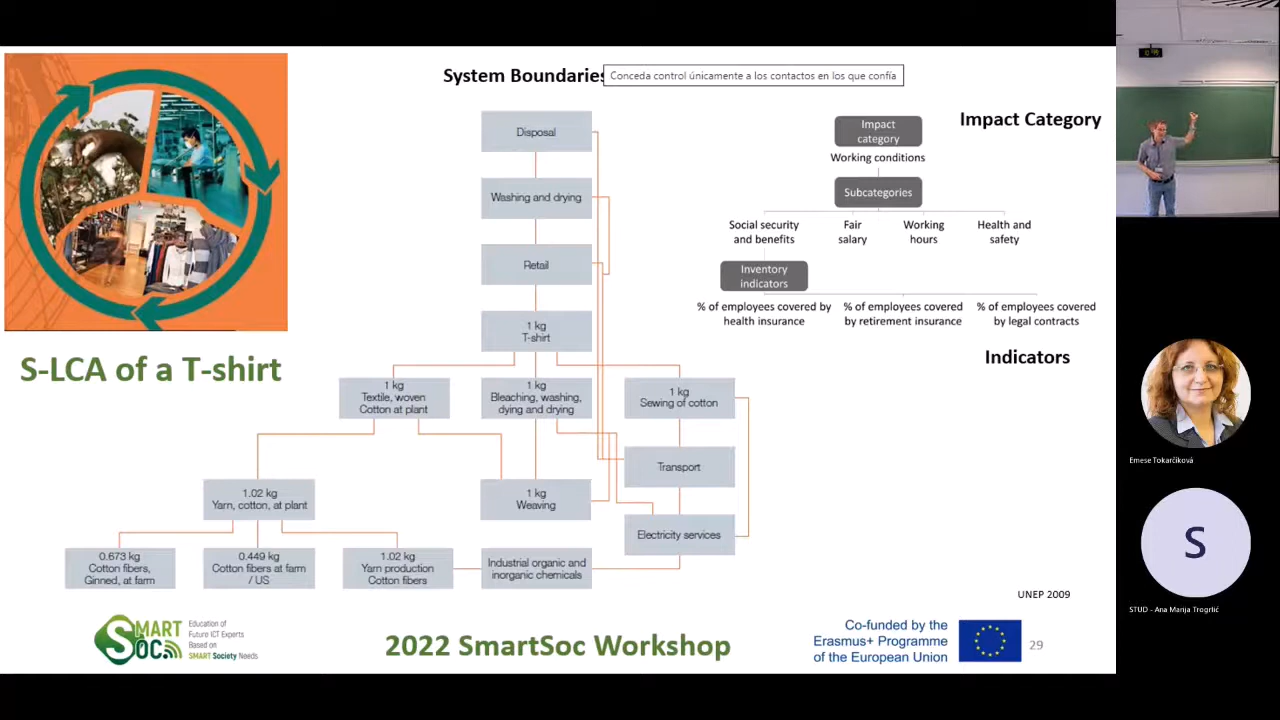 System Boundaries
Conceda control únicamente a los contactos en los que confía
Impact Category
Disposal
Washing and drying
Retail
1 kg
T-shirt
1 kg
Textile, woven
Cotton at plant
1 kg
Bleaching, washing,
dying and drying
1 kg
Sewing of cotton
Transport
1.02 kg
Yarn, cotton, at plant
1 kg
Weaving
Electricity services
0.673 kg
Cotton fibers,
Ginned, at farm
0.449 kg
Cotton fibers at farm
/ US
1.02 kg
Yarn production
Cotton fibers
Industrial organic and
inorganic chemicals
Impact
category
Working conditions
Subcategories
Social security
and benefits
Fair
salary
Working
hours
Health and
safety
Inventory
indicators
% of employees covered by
health insurance
% of employees covered
by retirement insurance
% of employees covered
by legal contracts
Indicators
S-LCA of a T-shirt
UNEP 2009
SMART
SOC
Education of
Future ICT Experts
Based on
SMART Society Needs
2022 SmartSoc Workshop
Co-funded by the
Erasmus+ Programme
of the European Union
29
Emese Tokarčíková
S
STUD - Ana Marija Trogrlić